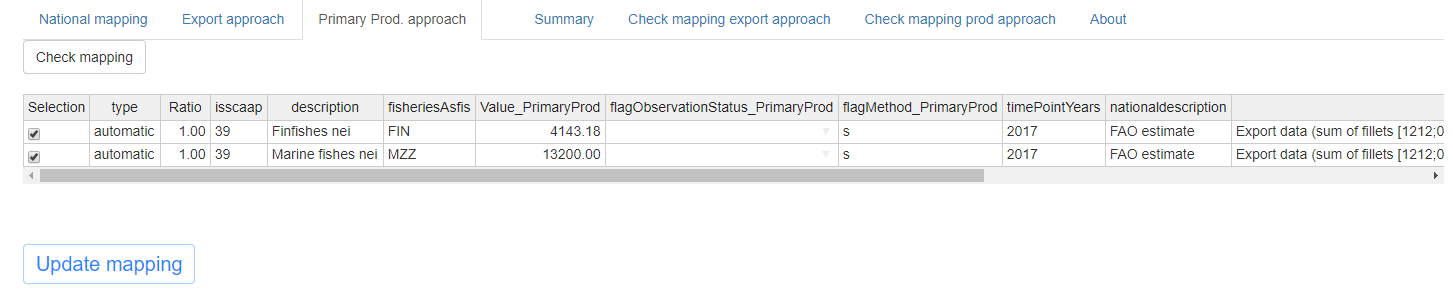 National mapping Export approach Primary Prod. approach Summary Check mapping export approach Check mapping prod approach About
Check mapping
Selection type Ratio isscaap description fisheriesAsfis Value_PrimaryProd flagObservationStatus_PrimaryProd flagMethod_PrimaryProd timePointYears nationaldescription
automatic 1.00 39 Finfishes nei FIN 4143.18 s 2017 FAO estimate Export data (sum of fillets [1212;0
automatic 1.00 39 Marine fishes nei MZZ 13200.00 s 2017 FAO estimate Export data (sum of fillets [1212;0
Update mapping